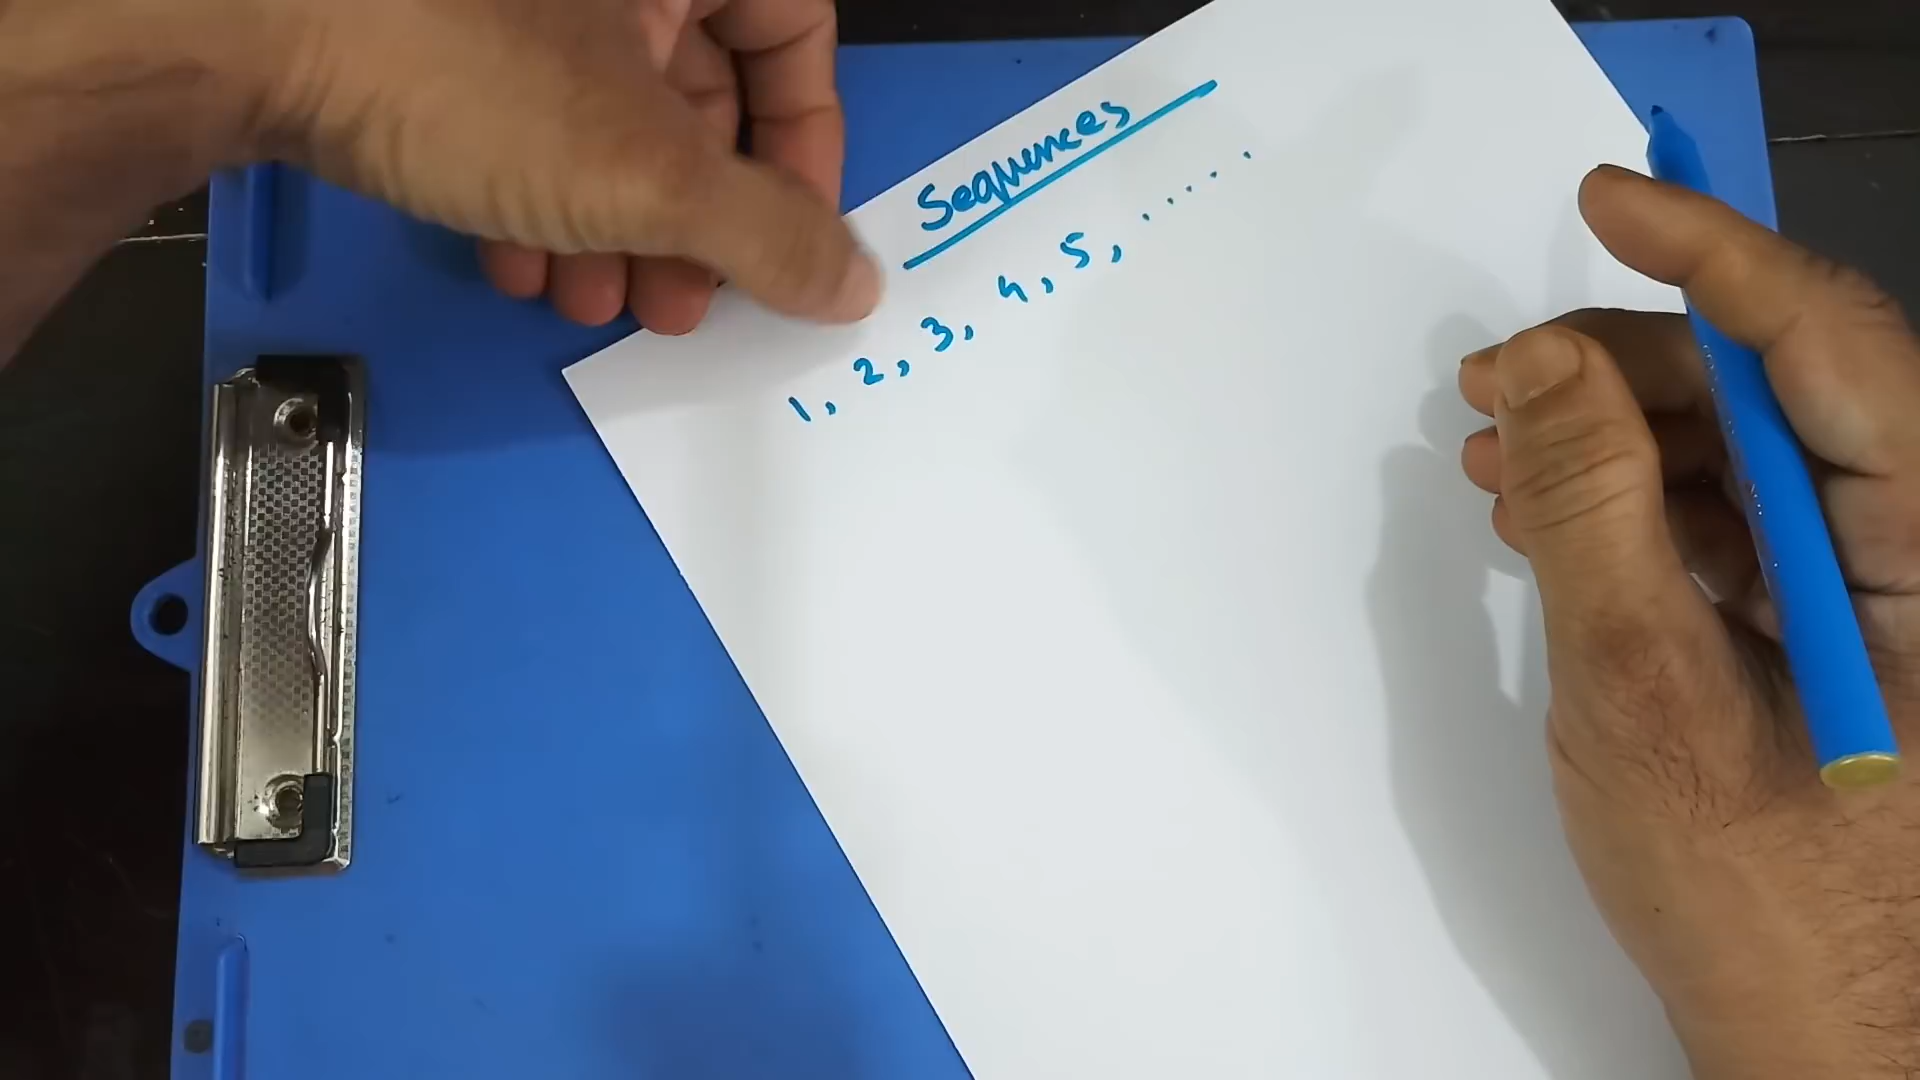 Sequences
1, 2, 3, 4, 5, ......